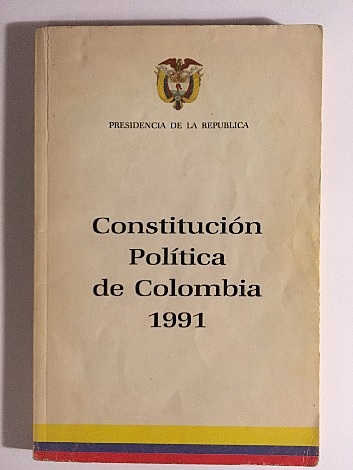 PRESIDENCIA DE LA REPUBLICA
Constitución
Política
de Colombia
1991